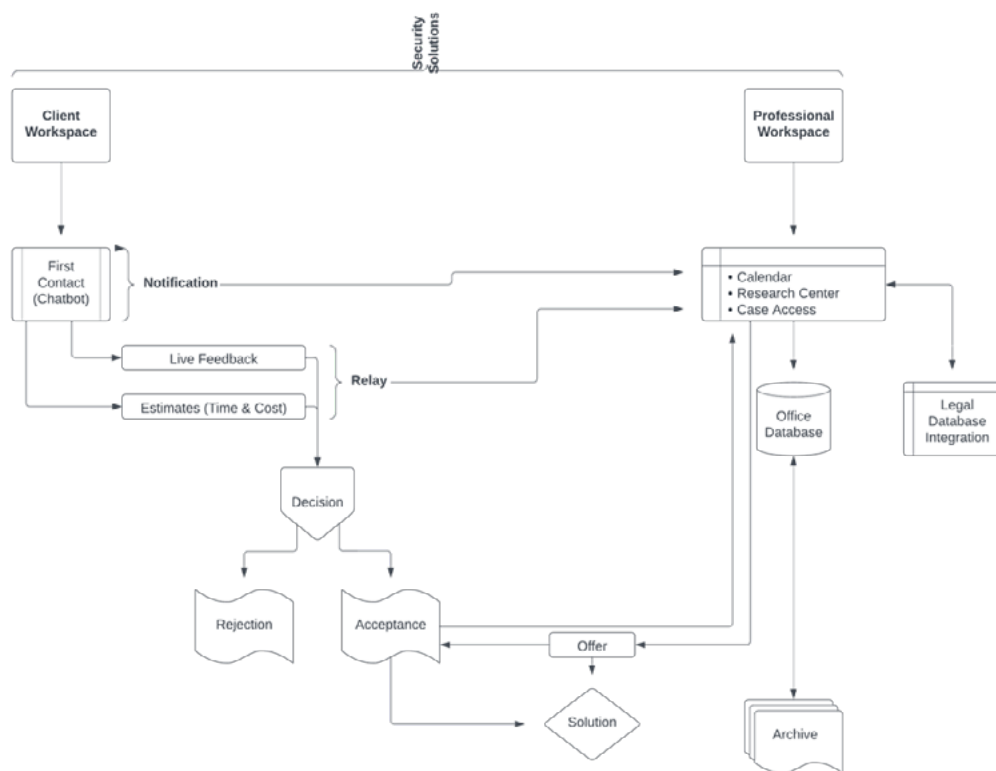 Security
Solutions
Client
Workspace
Professional
Workspace
First
Contact
(Chatbot)
Notification
• Calendar
• Research Center
• Case Access
Live Feedback
Relay
Estimates (Time & Cost)
Office
Database
Legal
Database
Integration
Decision
Rejection
Acceptance
Offer
Solution
Archive